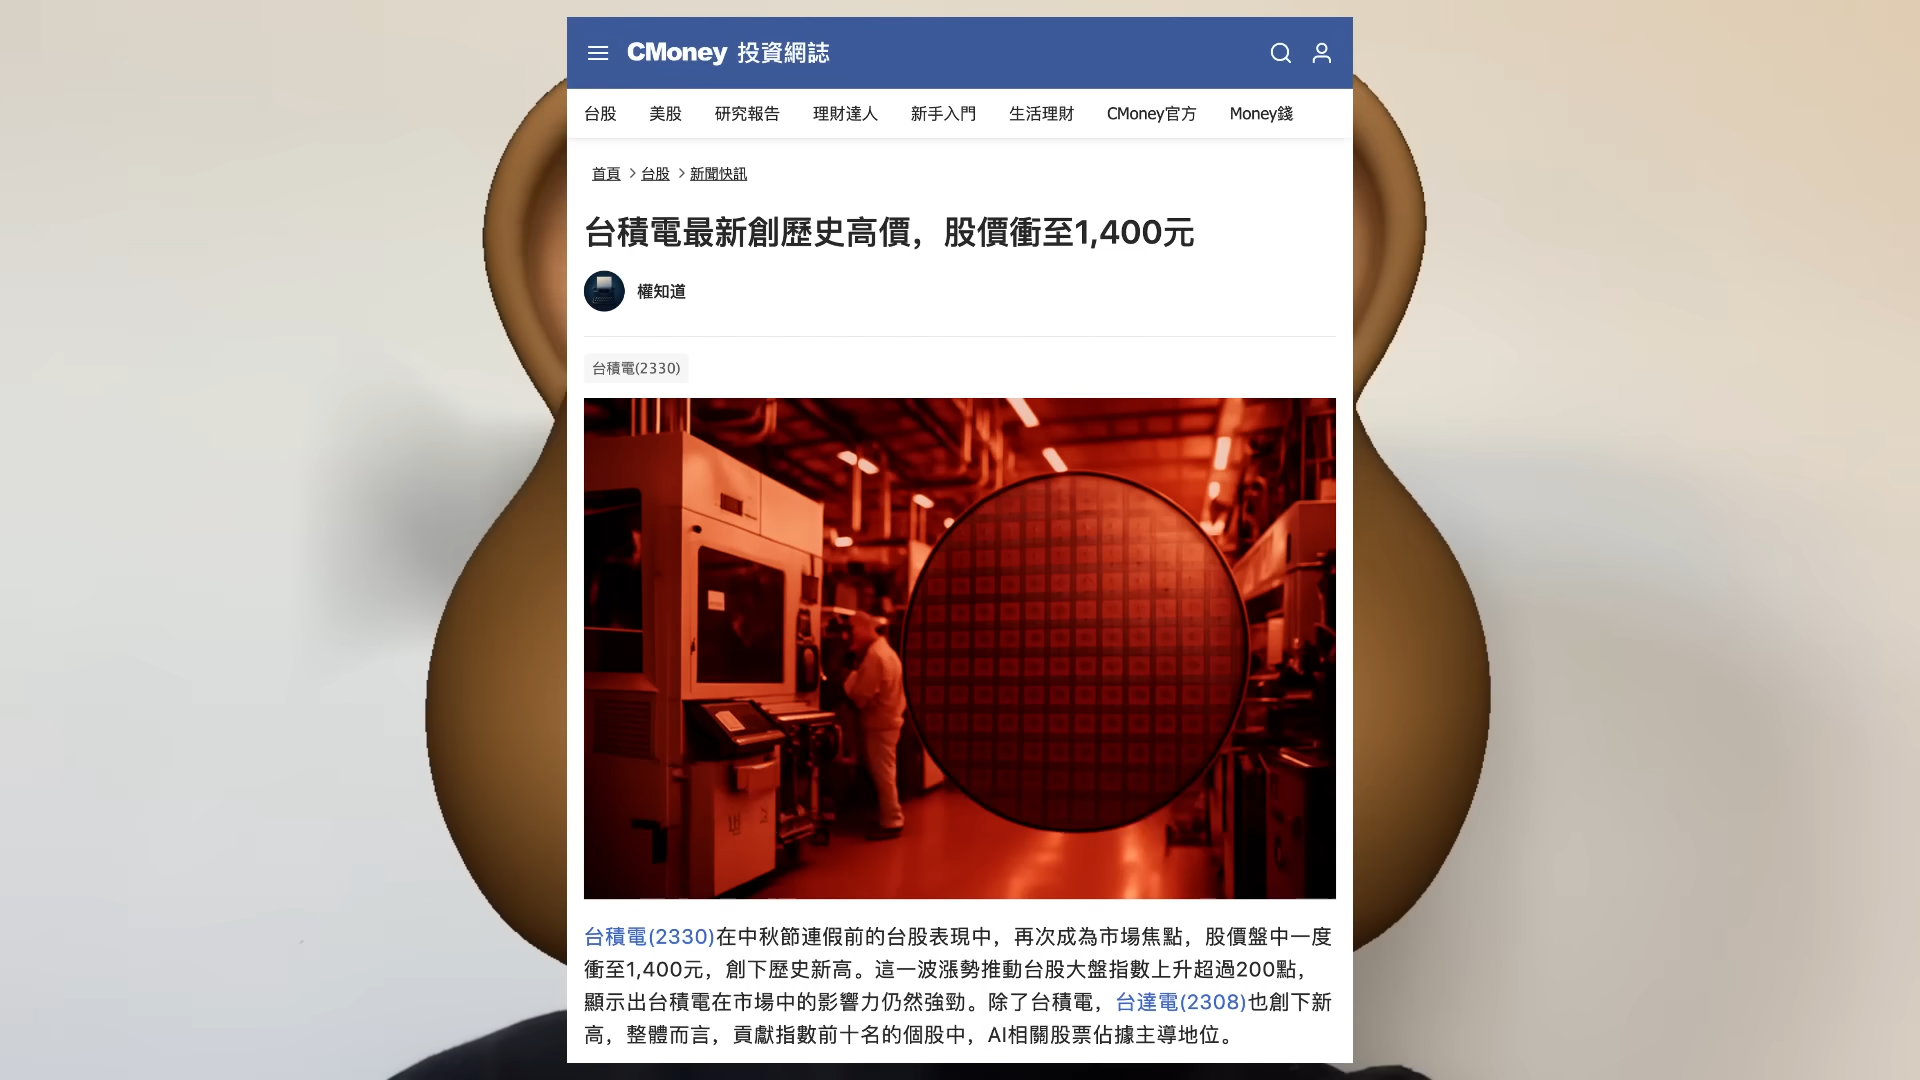 CMoney 投資網誌
台股 美股 研究報告 理財達人 新手入門 生活理財 CMoney官方 Money錢
首頁 > 台股 > 新聞快訊
台積電最新創歷史高價，股價衝至1,400元
權知道
台積電(2330)
台積電(2330)在中秋節連假前的台股表現中，再次成為市場焦點，股價盤中一度
衝至1,400元，創下歷史新高。這一波漲勢推動台股大盤指數上升超過200點，
顯示出台積電在市場中的影響力仍然強勁。除了台積電，台達電(2308)也創下新
高，整體而言，貢獻指數前十名的個股中，AI相關股票佔據主導地位。